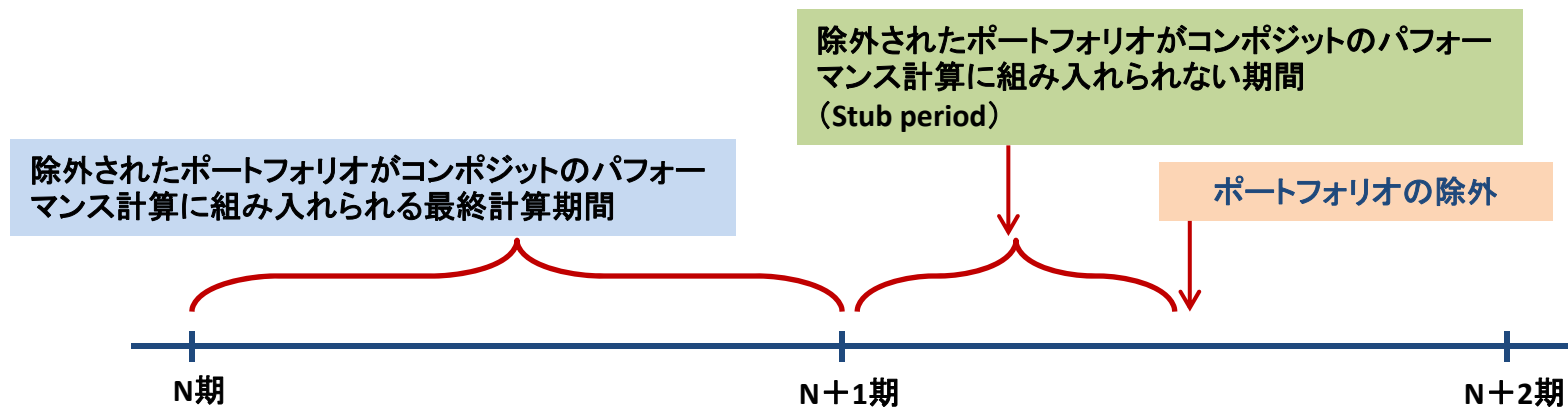 除外されたポートフォリオがコンポジットのパフォー
マンス計算に組み入れられない期間
（Stub period）
除外されたポートフォリオがコンポジットのパフォー
マンス計算に組み入れられる最終計算期間
ポートフォリオの除外
N期
N＋1期
N＋2期